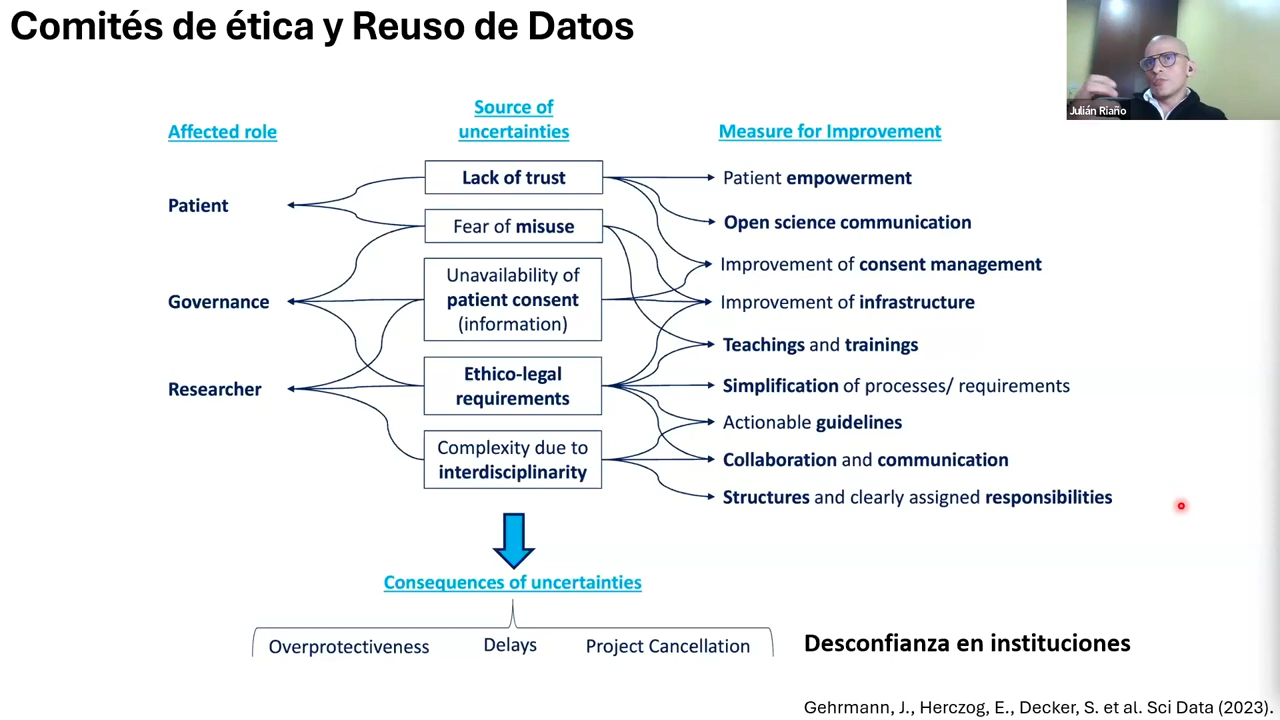 Comités de ética y Reuso de Datos
Julián Riaño
Affected role
Source of
uncertainties
Measure for Improvement
Patient
Governance
Researcher
Lack of trust
Fear of misuse
Unavailability of
patient consent
(information)
Ethico-legal
requirements
Complexity due to
interdisciplinarity
Patient empowerment
Open science communication
Improvement of consent management
Improvement of infrastructure
Teachings and trainings
Simplification of processes/ requirements
Actionable guidelines
Collaboration and communication
Structures and clearly assigned responsibilities
Consequences of uncertainties
Overprotectiveness
Delays
Project Cancellation
Desconfianza en instituciones
Gehrmann, J., Herczog, E., Decker, S. et al. Sci Data (2023).